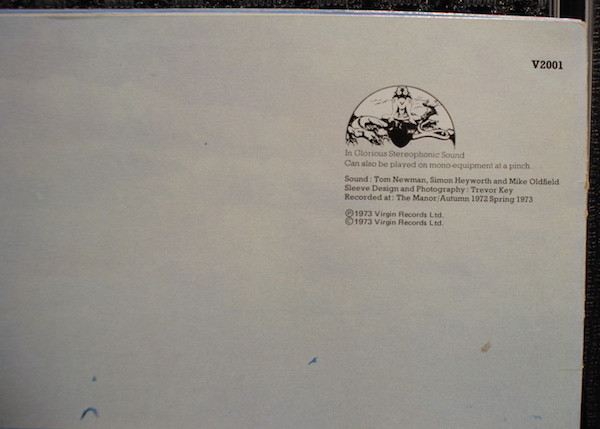 V2001
In Glorious Stereophonic Sound
Can also be played on mono-equipment at a pinch.
Sound: Tom Newman, Simon Heyworth and Mike Oldfield
Sleeve Design and Photography: Trevor Key
Recorded at: The Manor/Autumn 1972 Spring 1973
℗1973 Virgin Records Ltd.
©1973 Virgin Records Ltd.